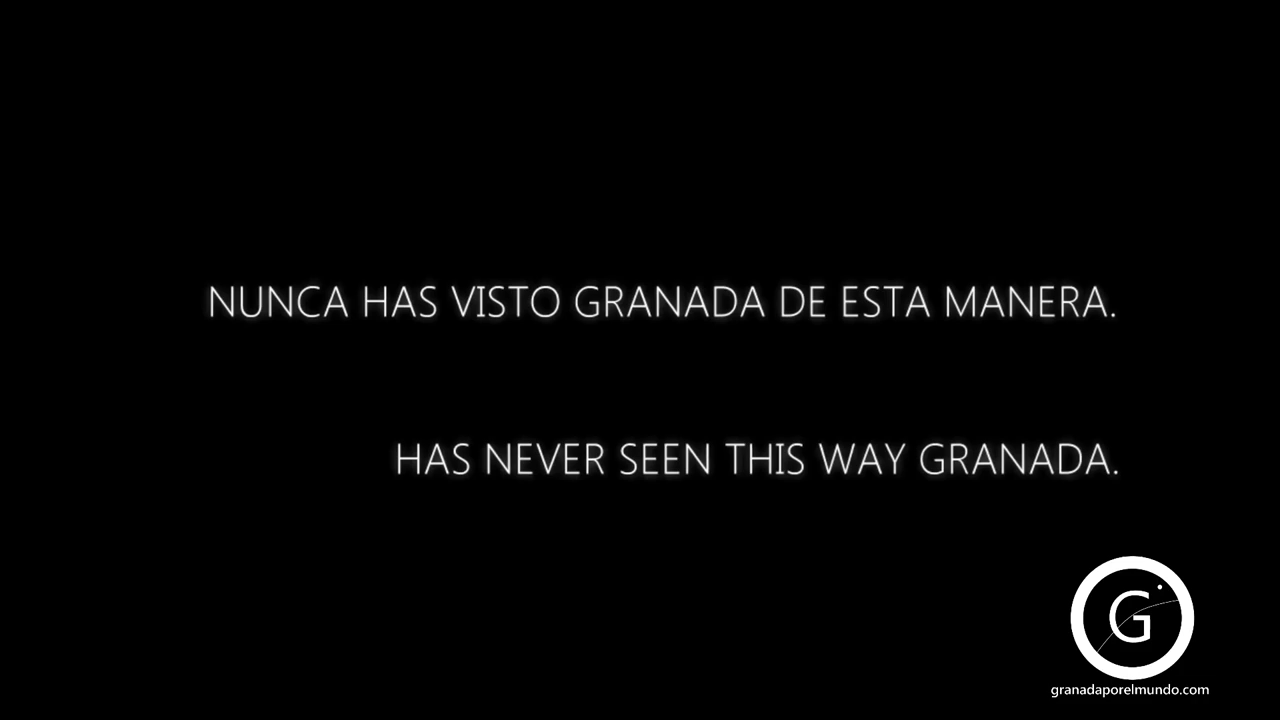 NUNCA HAS VISTO GRANADA DE ESTA MANERA.
HAS NEVER SEEN THIS WAY GRANADA.
G
granadaporelmundo.com